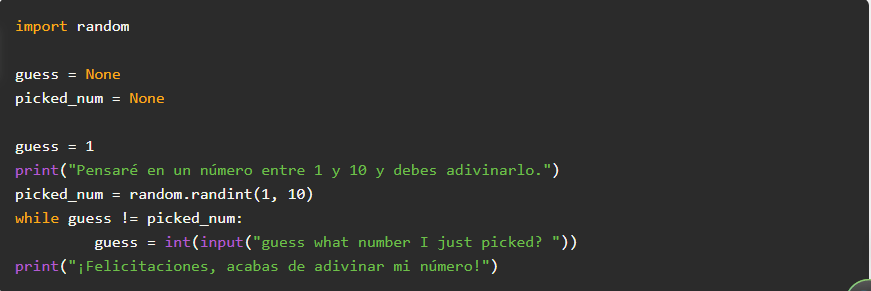 import random
guess = None
picked_num = None
guess = 1
print("Pensaré en un número entre 1 y 10 y debes adivinarlo.")
picked_num = random.randint(1, 10)
while guess != picked_num:
        guess = int(input("guess what number I just picked? "))
print("¡Felicitaciones, acabas de adivinar mi número!")